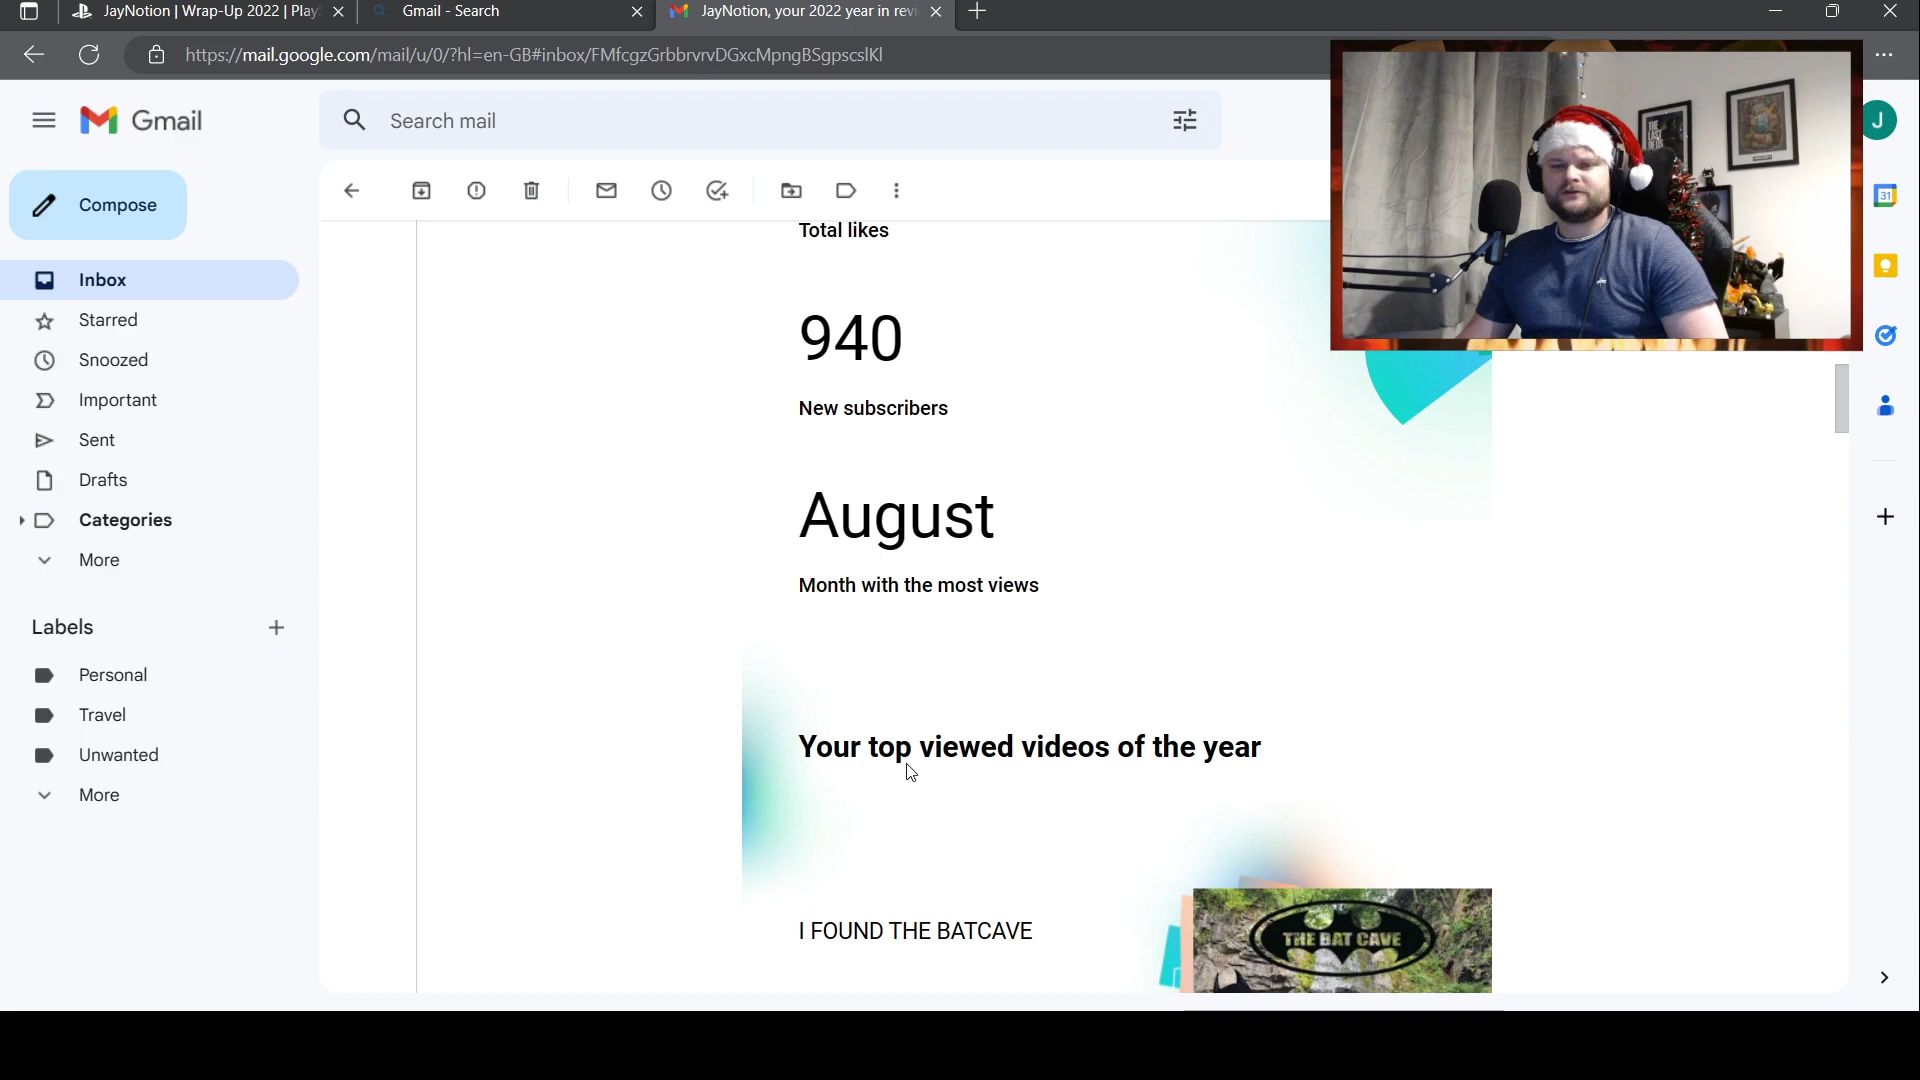 JayNotion | Wrap-Up 2022 | Play
Gmail - Search
JayNotion, your 2022 year in revi
https://mail.google.com/mail/u/0/?hl=en-GB#inbox/FMfcgzGrbbrvrvDGxcMpngBSgpscslKl
Gmail
Search mail
J
Compose
31
Inbox
Starred
Snoozed
Important
Sent
Drafts
Categories
More
Labels
Personal
Travel
Unwanted
More
Total likes
940
New subscribers
August
Month with the most views
Your top viewed videos of the year
I FOUND THE BATCAVE
THE BAT CAVE